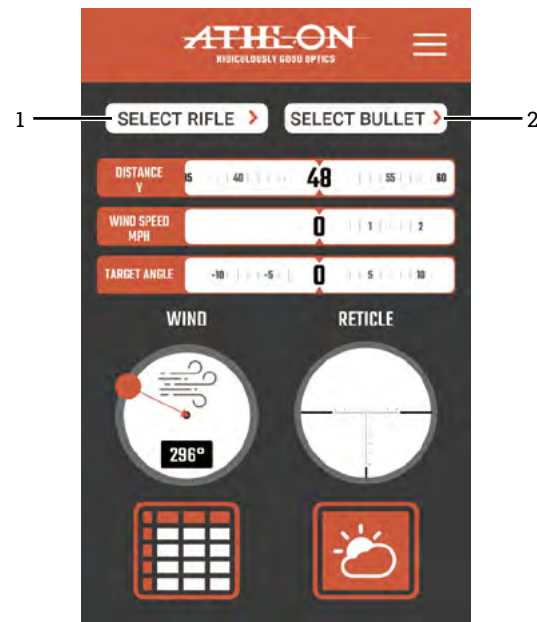 ATHLON
RIDICULOUSLY GOOD OPTICS
1 SELECT RIFLE > SELECT BULLET > 2
DISTANCE
Y
40 48 55 60
WIND SPEED
MPH
0 1 2
TARGET ANGLE -10 -5 0 5 10
WIND RETICLE
296°